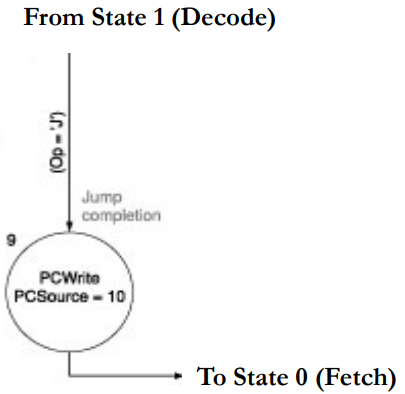 From State 1 (Decode)
(Op = 'J')
Jump
completion
9
PCWrite
PCSource = 10
To State 0 (Fetch)